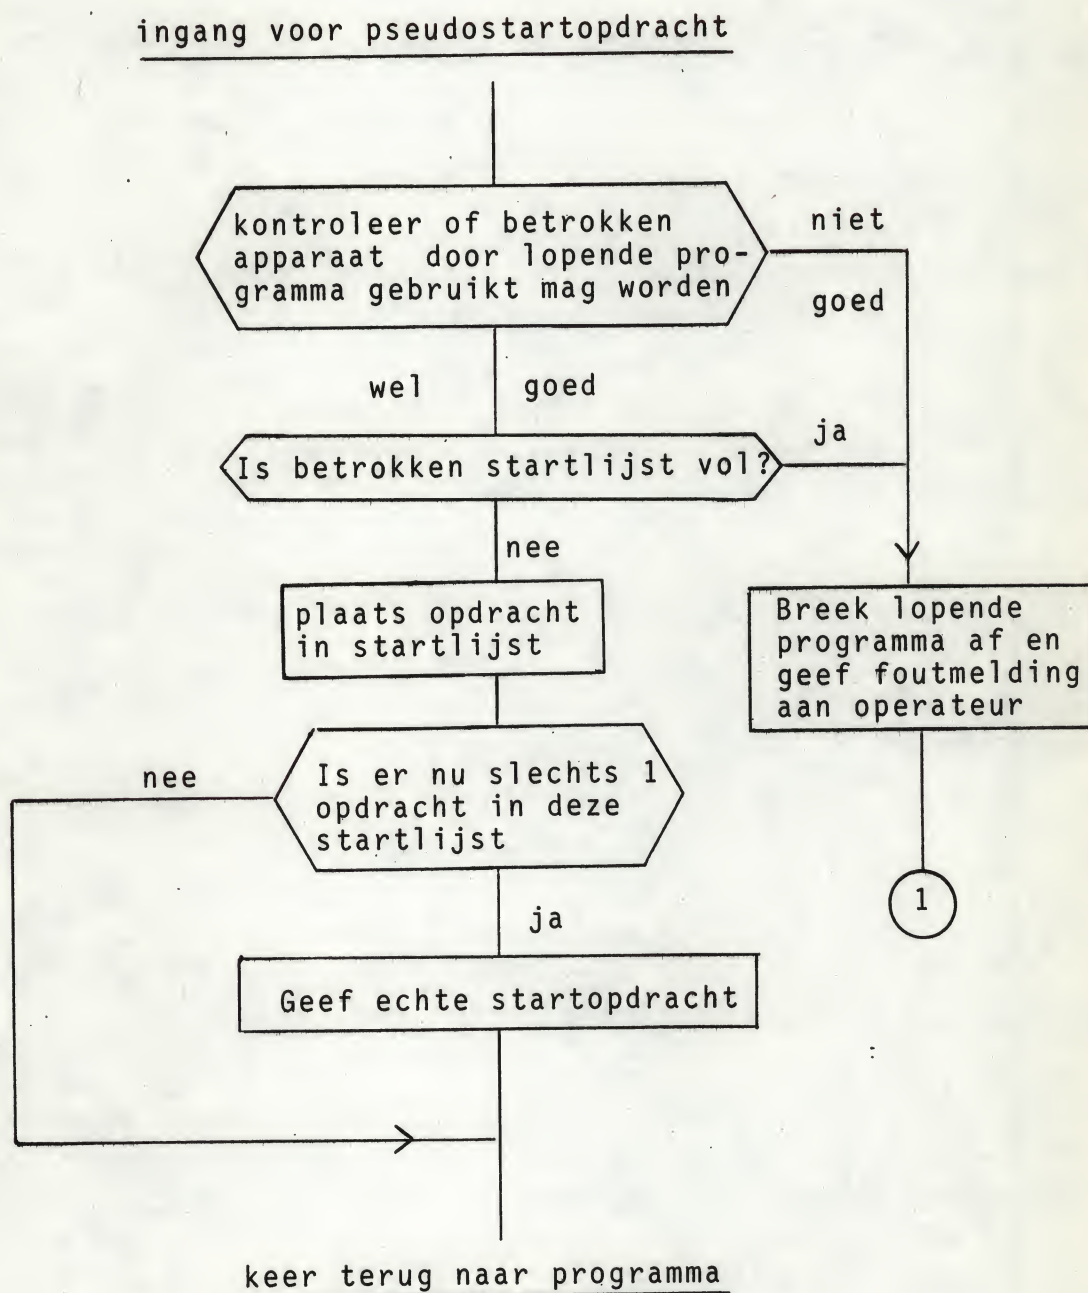 ingang voor pseudostartopdracht
kontroleer of betrokken
apparaat door lopende pro-
gramma gebruikt mag worden
niet
goed
wel goed
Is betrokken startlijst vol?
ja
nee
plaats opdracht
in startlijst
Breek lopende
programma af en
geef foutmelding
aan operateur
nee
Is er nu slechts 1
opdracht in deze
startlijst
1
ja
Geef echte startopdracht
keer terug naar programma